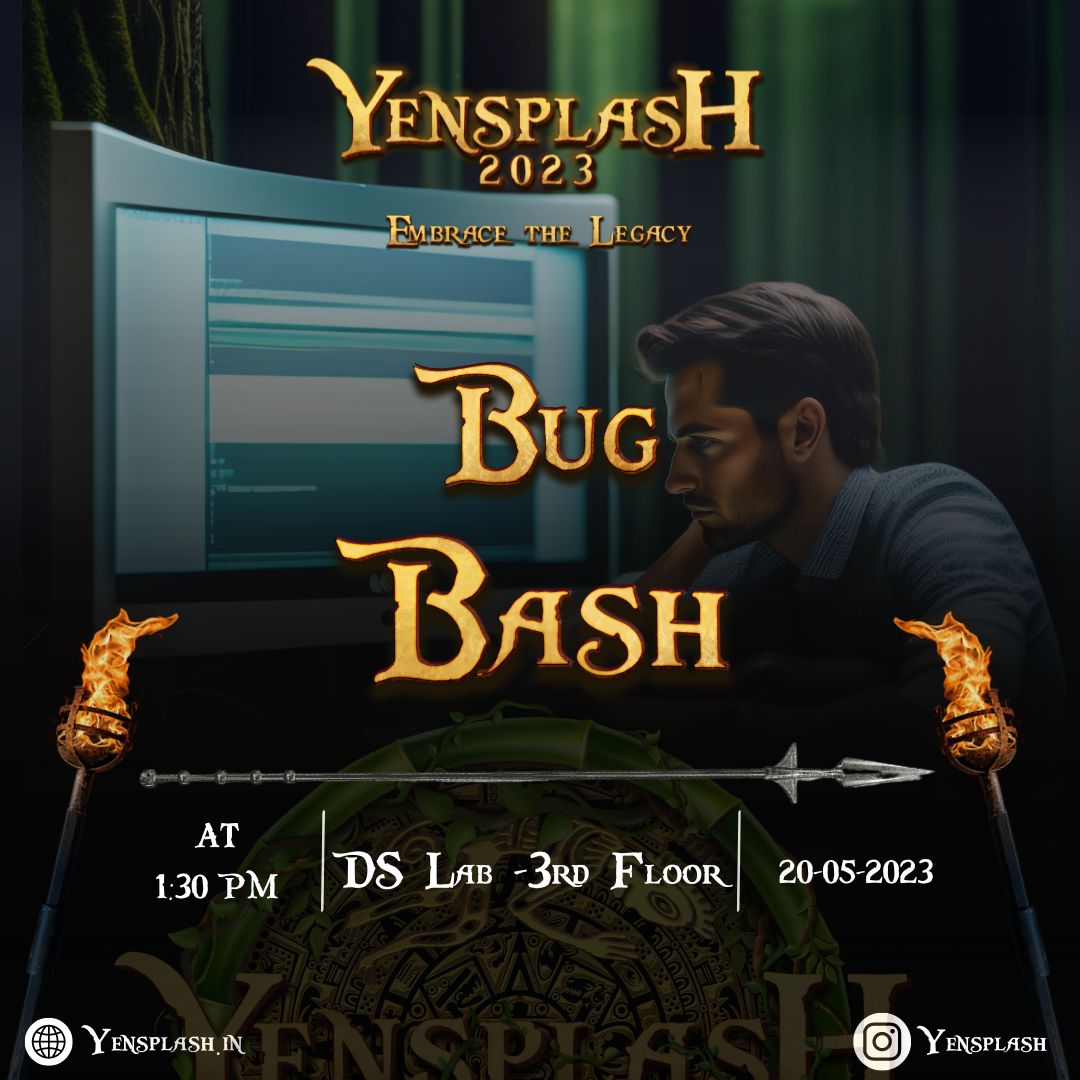 YENSPLASH
2023
EMBRACE THE LEGACY
BUG
BASH
AT
1:30 PM
DS LAB -3RD FLOOR
20-05-2023
YENSPLASH
YENSPLASH.IN
YENSPLASH